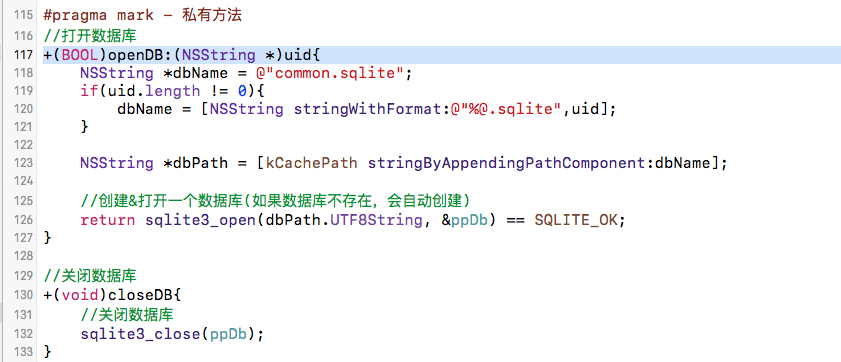 115 #pragma mark - 私有方法
116 //打开数据库
117 +(BOOL)openDB:(NSString *)uid{
118     NSString *dbName = @"common.sqlite";
119     if(uid.length != 0){
120         dbName = [NSString stringWithFormat:@"%@.sqlite",uid];
121     }
122
123     NSString *dbPath = [kCachePath stringByAppendingPathComponent:dbName];
124
125     //创建&打开一个数据库(如果数据库不存在，会自动创建)
126     return sqlite3_open(dbPath.UTF8String, &ppDb) == SQLITE_OK;
127 }
128
129 //关闭数据库
130 +(void)closeDB{
131     //关闭数据库
132     sqlite3_close(ppDb);
133 }